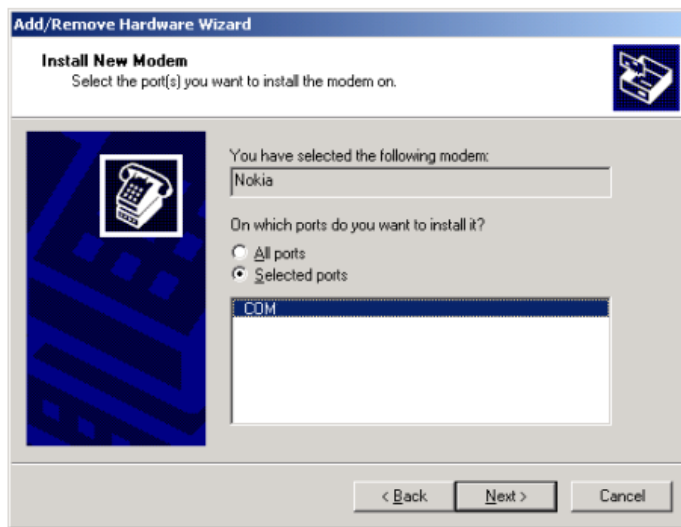 Add/Remove Hardware Wizard
Install New Modem
Select the port(s) you want to install the modem on.
You have selected the following modem:
Nokia
On which ports do you want to install it?
All ports
Selected ports
COM
< Back
Next >
Cancel